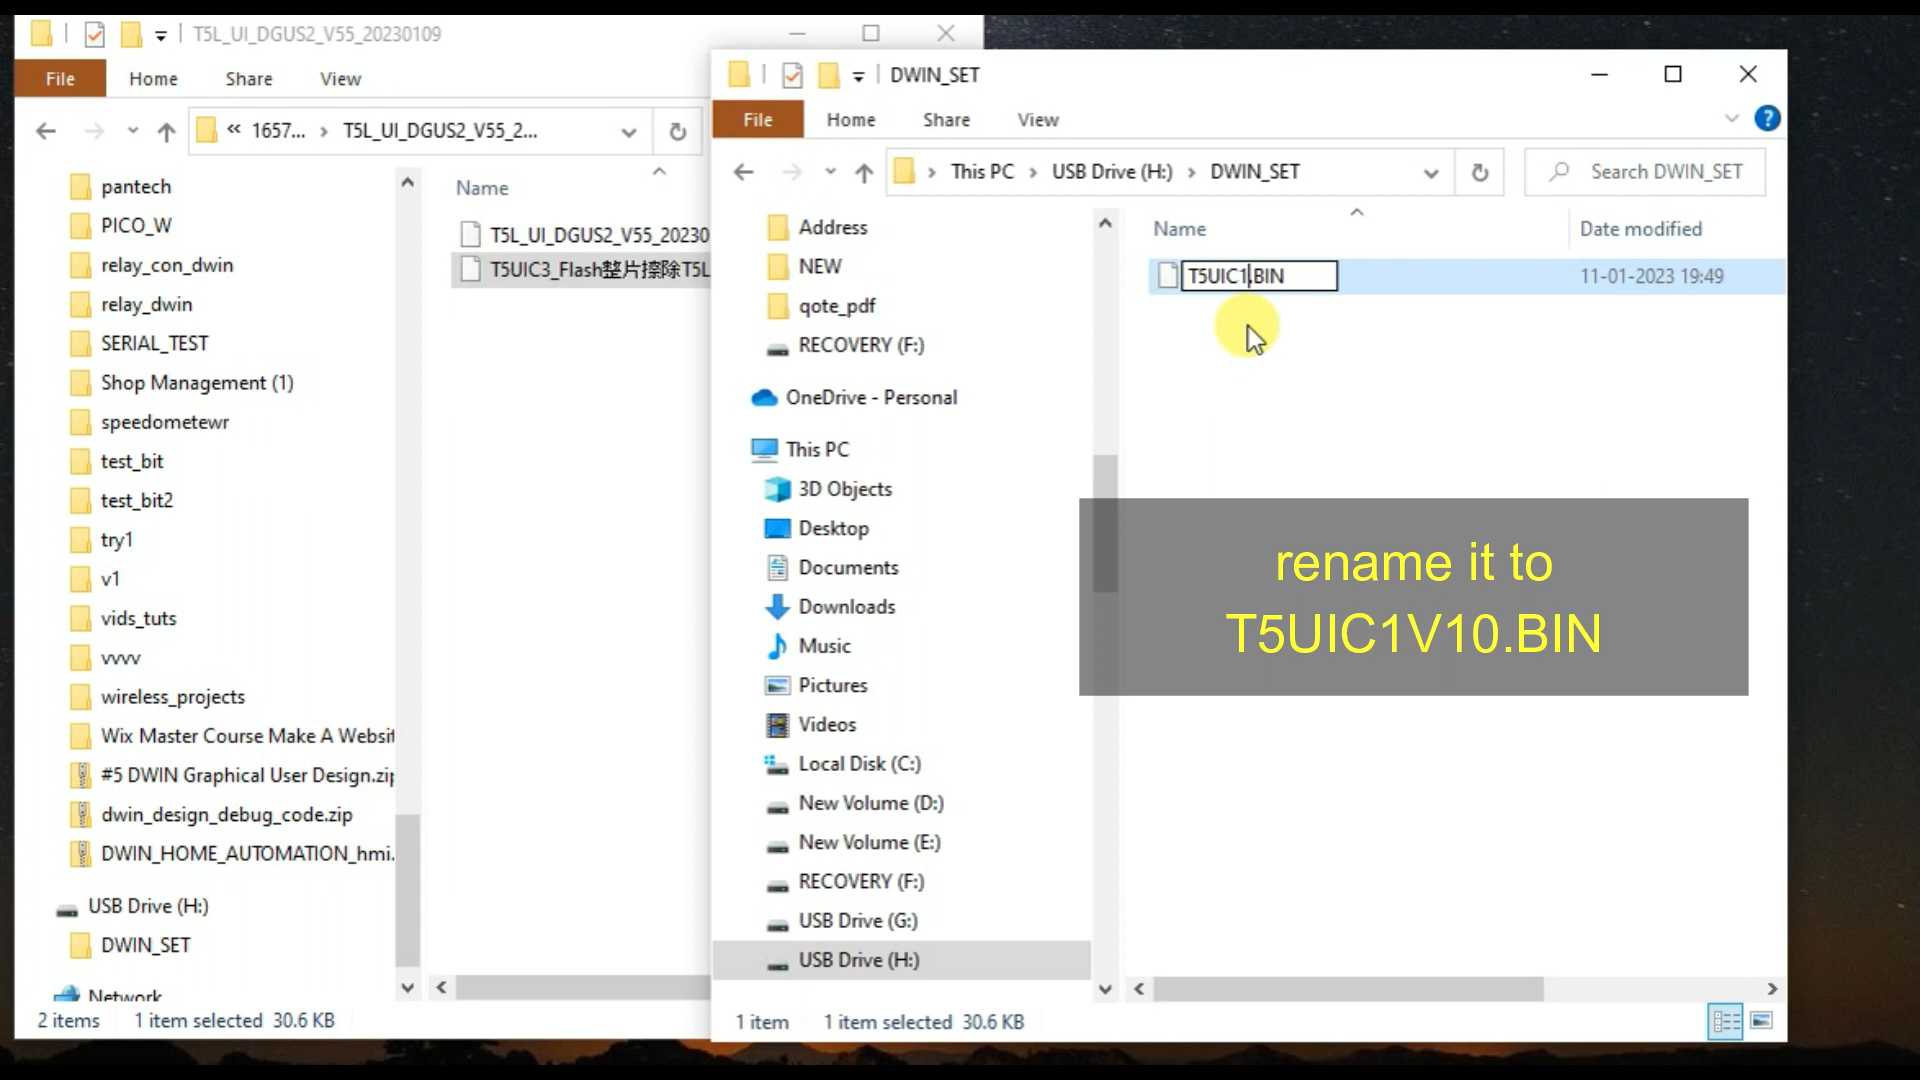 T5L_UI_DGUS2_V55_20230109
File Home Share View
« 1657... › T5L_UI_DGUS2_V55_2...
pantech
PICO_W
relay_con_dwin
relay_dwin
SERIAL_TEST
Shop Management (1)
speedometewr
test_bit
test_bit2
try1
v1
vids_tuts
vvvv
wireless_projects
Wix Master Course Make A Websit
#5 DWIN Graphical User Design.zip
dwin_design_debug_code.zip
DWIN_HOME_AUTOMATION_hmi.
USB Drive (H:)
DWIN_SET
Network
Name
T5L_UI_DGUS2_V55_20230
T5UIC3_Flash整片擦除T5L
2 items 1 item selected 30.6 KB
DWIN_SET
File Home Share View
?
› This PC › USB Drive (H:) › DWIN_SET
Search DWIN_SET
Address
NEW
qote_pdf
RECOVERY (F:)
OneDrive - Personal
This PC
3D Objects
Desktop
Documents
Downloads
Music
Pictures
Videos
Local Disk (C:)
New Volume (D:)
New Volume (E:)
RECOVERY (F:)
USB Drive (G:)
USB Drive (H:)
Name Date modified
T5UIC1.BIN 11-01-2023 19:49
rename it to
T5UIC1V10.BIN
1 item 1 item selected 30.6 KB